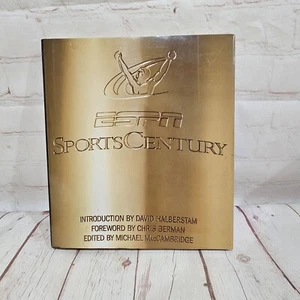 ESPN
SPORTSCENTURY
INTRODUCTION BY DAVID HALBERSTAM
FOREWORD BY CHRIS BERMAN
EDITED BY MICHAEL MacCAMBRIDGE